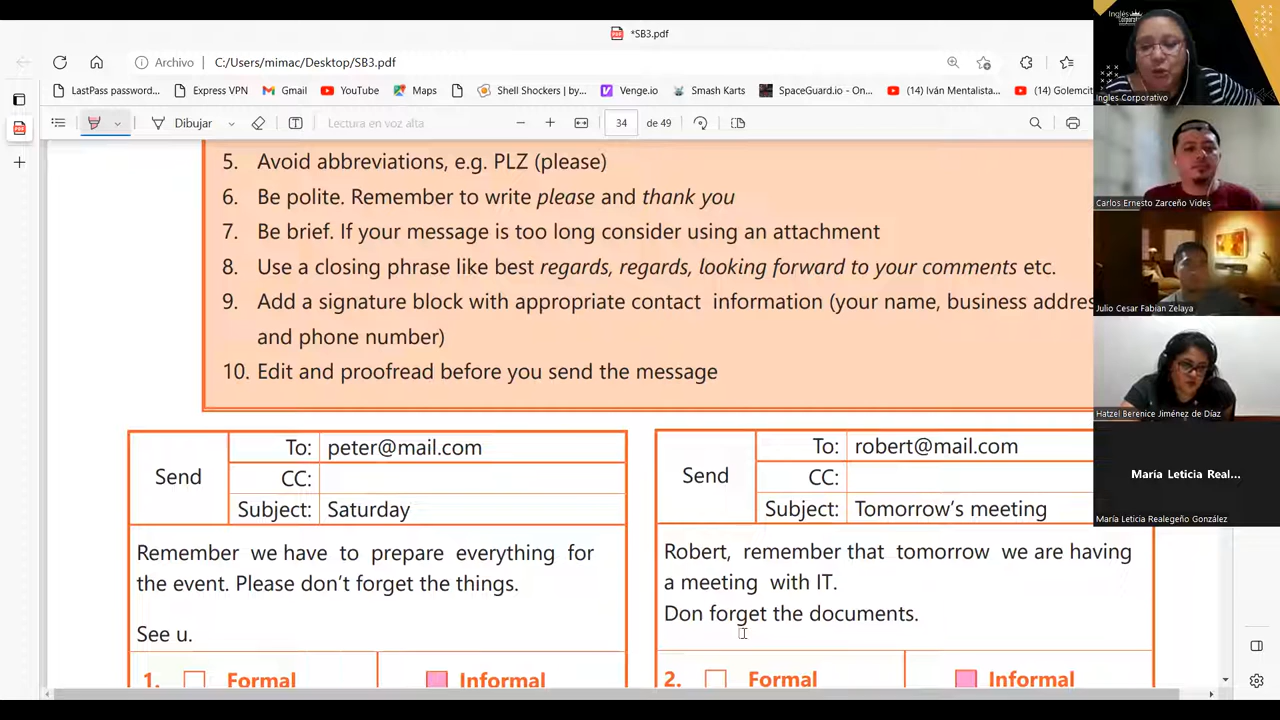 *SB3.pdf
Archivo
C:/Users/mimac/Desktop/SB3.pdf
LastPass password...
Express VPN
Gmail
YouTube
Maps
Shell Shockers | by...
Venge.io
Smash Karts
SpaceGuard.io - On...
(14) Iván Mentalista...
(14) Golemcit
Dibujar
Lectura en voz alta
34
de 49
5. Avoid abbreviations, e.g. PLZ (please)
6. Be polite. Remember to write please and thank you
7. Be brief. If your message is too long consider using an attachment
8. Use a closing phrase like best regards, regards, looking forward to your comments etc.
9. Add a signature block with appropriate contact information (your name, business addres
and phone number)
10. Edit and proofread before you send the message
Send
To: peter@mail.com
CC:
Subject: Saturday
Remember we have to prepare everything for
the event. Please don't forget the things.
See u.
1. Formal Informal
Send
To: robert@mail.com
CC:
Subject: Tomorrow's meeting
Robert, remember that tomorrow we are having
a meeting with IT.
Don forget the documents.
2. Formal Informal
Ingles Corporativo
Carlos Ernesto Zarceño Vides
Julio Cesar Fabian Zelaya
Hatzel Berenice Jiménez de Díaz
María Leticia Real...
María Leticia Realegeño González